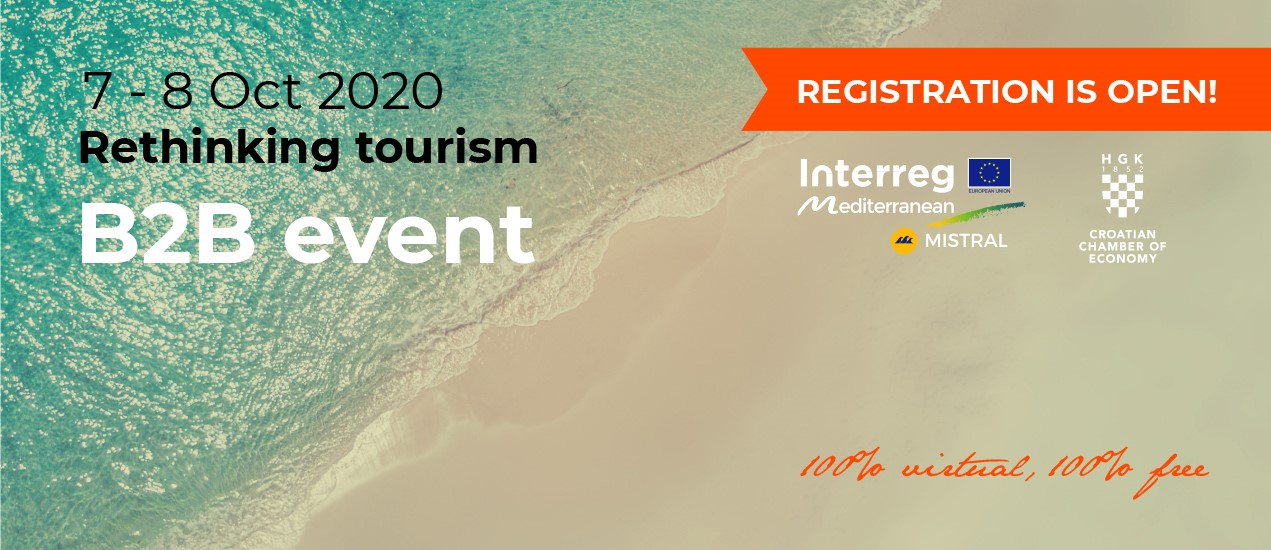 7 - 8 Oct 2020
Rethinking tourism
B2B event
REGISTRATION IS OPEN!
Interreg
EUROPEAN UNION
Mediterranean
MISTRAL
HGK
1852
CROATIAN
CHAMBER OF
ECONOMY
100% virtual, 100% free